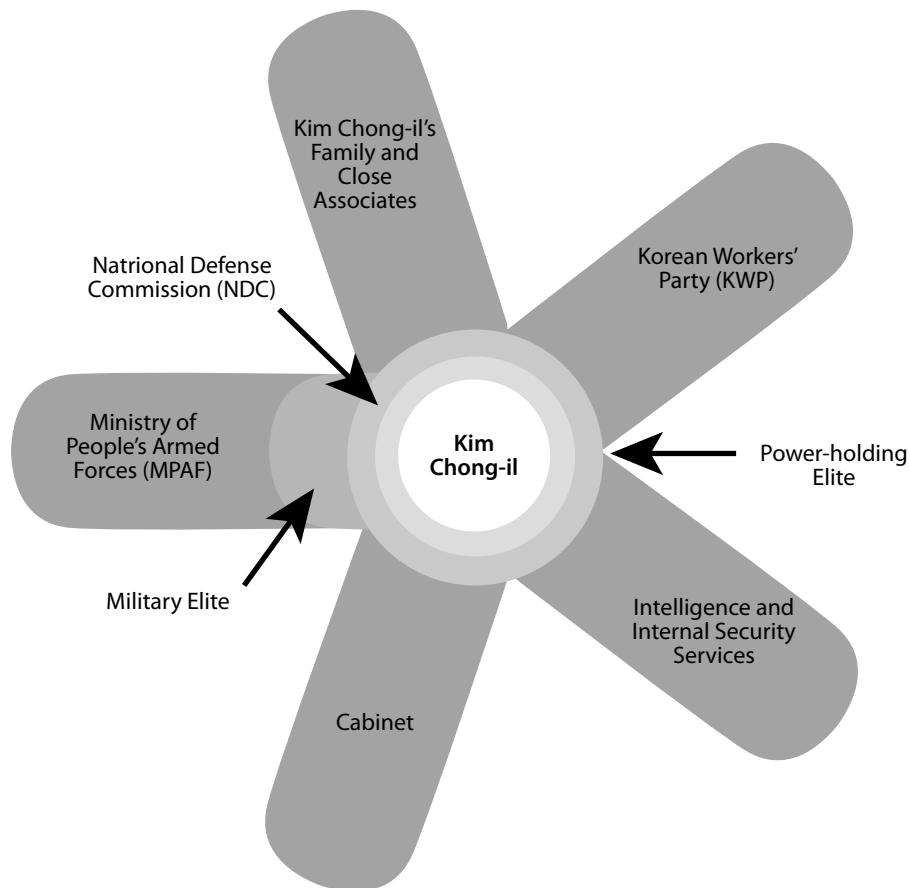 Kim Chong-il’s
Family and
Close
Associates
Korean Workers’
Party (KWP)
Natrional Defense
Commission (NDC)
Ministry of
People’s Armed
Forces (MPAF)
Kim
Chong-il
Power-holding
Elite
Military Elite
Intelligence and
Internal Security
Services
Cabinet